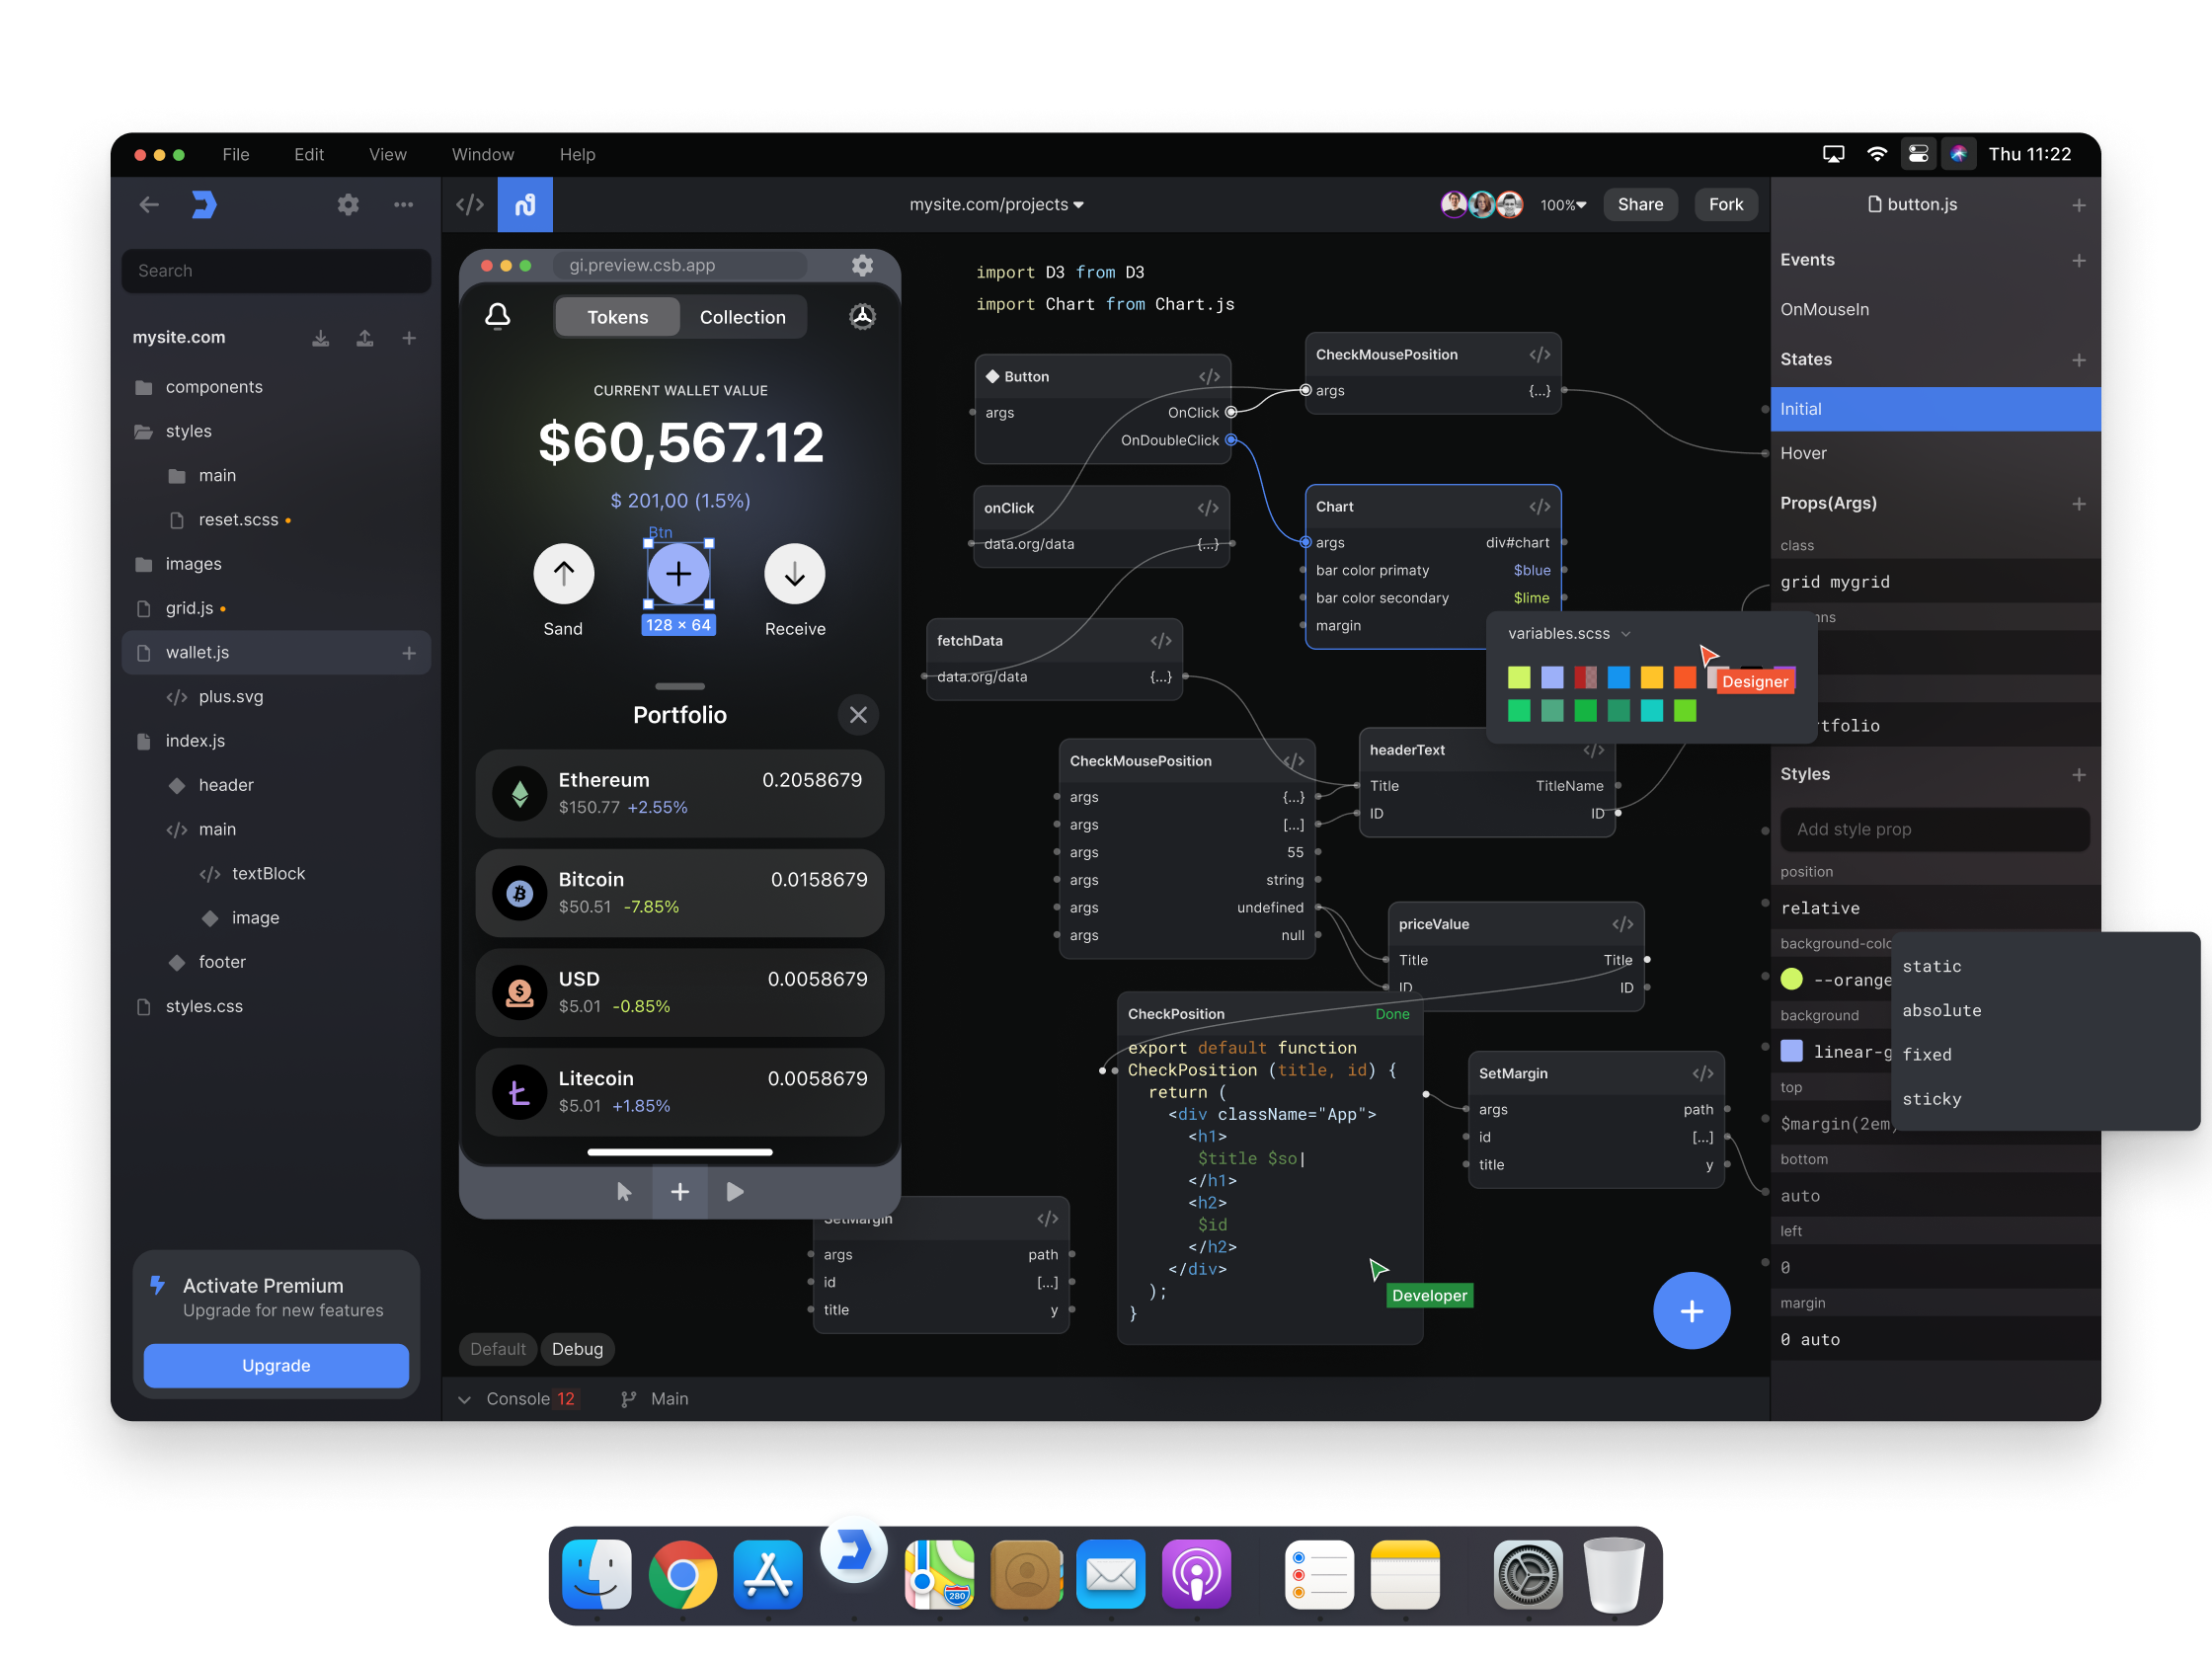 File Edit View Window Help
Thu 11:22
mysite.com/projects
100%
Share
Fork
button.js
Search
mysite.com
components
styles
main
reset.scss
images
grid.js
wallet.js
plus.svg
index.js
header
main
textBlock
image
footer
styles.css
Activate Premium
Upgrade for new features
Upgrade
gi.preview.csb.app
Tokens
Collection
CURRENT WALLET VALUE
$60,567.12
$ 201,00 (1.5%)
Btn
128 × 64
Sand
Receive
Portfolio
Ethereum 0.2058679
$150.77 +2.55%
Bitcoin 0.0158679
$50.51 -7.85%
USD 0.0058679
$5.01 -0.85%
Litecoin 0.0058679
$5.01 +1.85%
Default
Debug
Console 12
Main
import D3 from D3
import Chart from Chart.js
Button </>
args OnClick
OnDoubleClick
CheckMousePosition </>
args {...}
onClick </>
data.org/data {...}
Chart </>
args div#chart
bar color primaty $blue
bar color secondary $lime
margin
variables.scss
Designer
fetchData </>
data.org/data {...}
CheckMousePosition </>
args {...}
args [...]
args 55
args string
args undefined
args null
headerText </>
Title TitleName
ID ID
priceValue </>
Title Title
ID ID
CheckPosition Done
export default function
CheckPosition (title, id) {
return (
<div className="App">
<h1>
$title $so|
</h1>
<h2>
$id
</h2>
</div>
);
}
Developer
SetMargin </>
args path
id [...]
title y
SetMargin </>
args path
id [...]
title y
Events
OnMouseIn
States
Initial
Hover
Props(Args)
class
grid mygrid
ns
tfolio
Styles
Add style prop
position
relative
background-colo
--orange
background
linear-g
top
$margin(2em)
bottom
auto
left
0
margin
0 auto
static
absolute
fixed
sticky
280